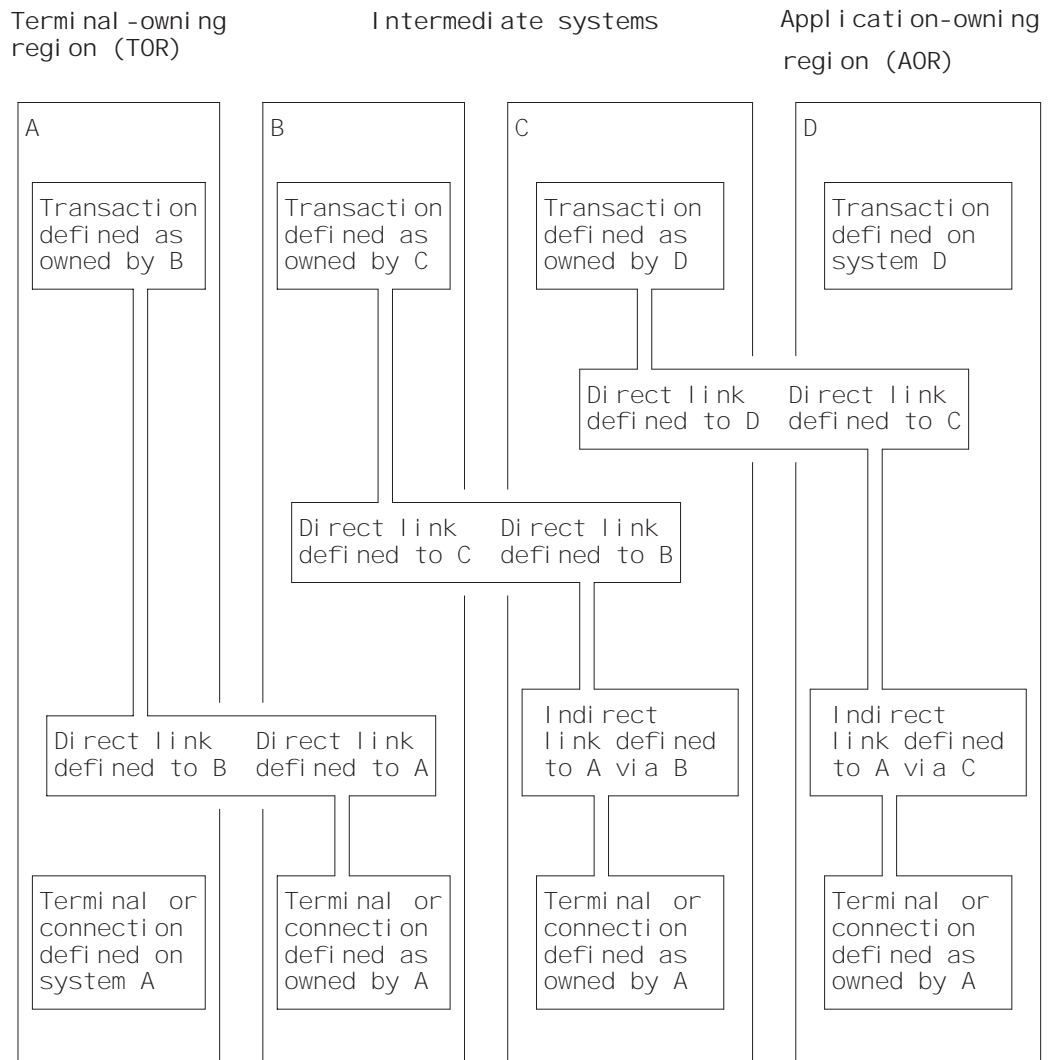 Terminal-owning
region (TOR)
Intermediate systems
Application-owning
region (AOR)
A
B
C
D
Transaction
defined as
owned by B
Transaction
defined as
owned by C
Transaction
defined as
owned by D
Transaction
defined on
system D
Direct link
defined to D
Direct link
defined to C
Direct link
defined to C
Direct link
defined to B
Direct link
defined to B
Direct link
defined to A
Indirect
link defined
to A via B
Indirect
link defined
to A via C
Terminal or
connection
defined on
system A
Terminal or
connection
defined as
owned by A
Terminal or
connection
defined as
owned by A
Terminal or
connection
defined as
owned by A